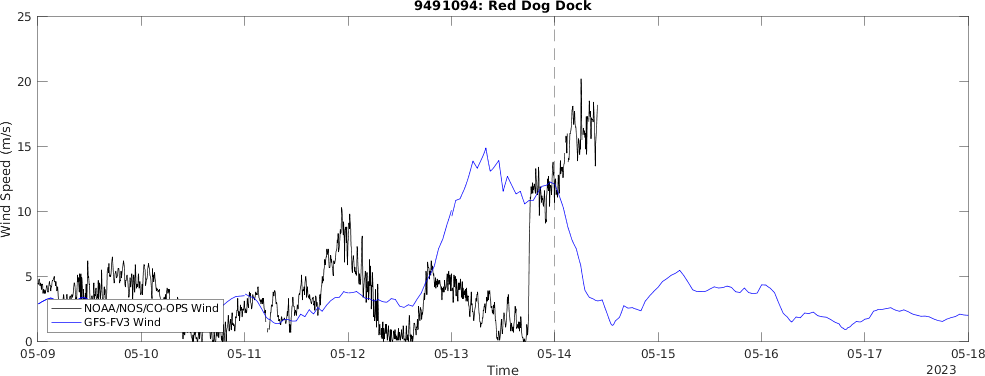 9491094: Red Dog Dock
25
20
15
10
5
0
Wind Speed (m/s)
NOAA/NOS/CO-OPS Wind
GFS-FV3 Wind
05-09 05-10 05-11 05-12 05-13 05-14 05-15 05-16 05-17 05-18
Time
2023